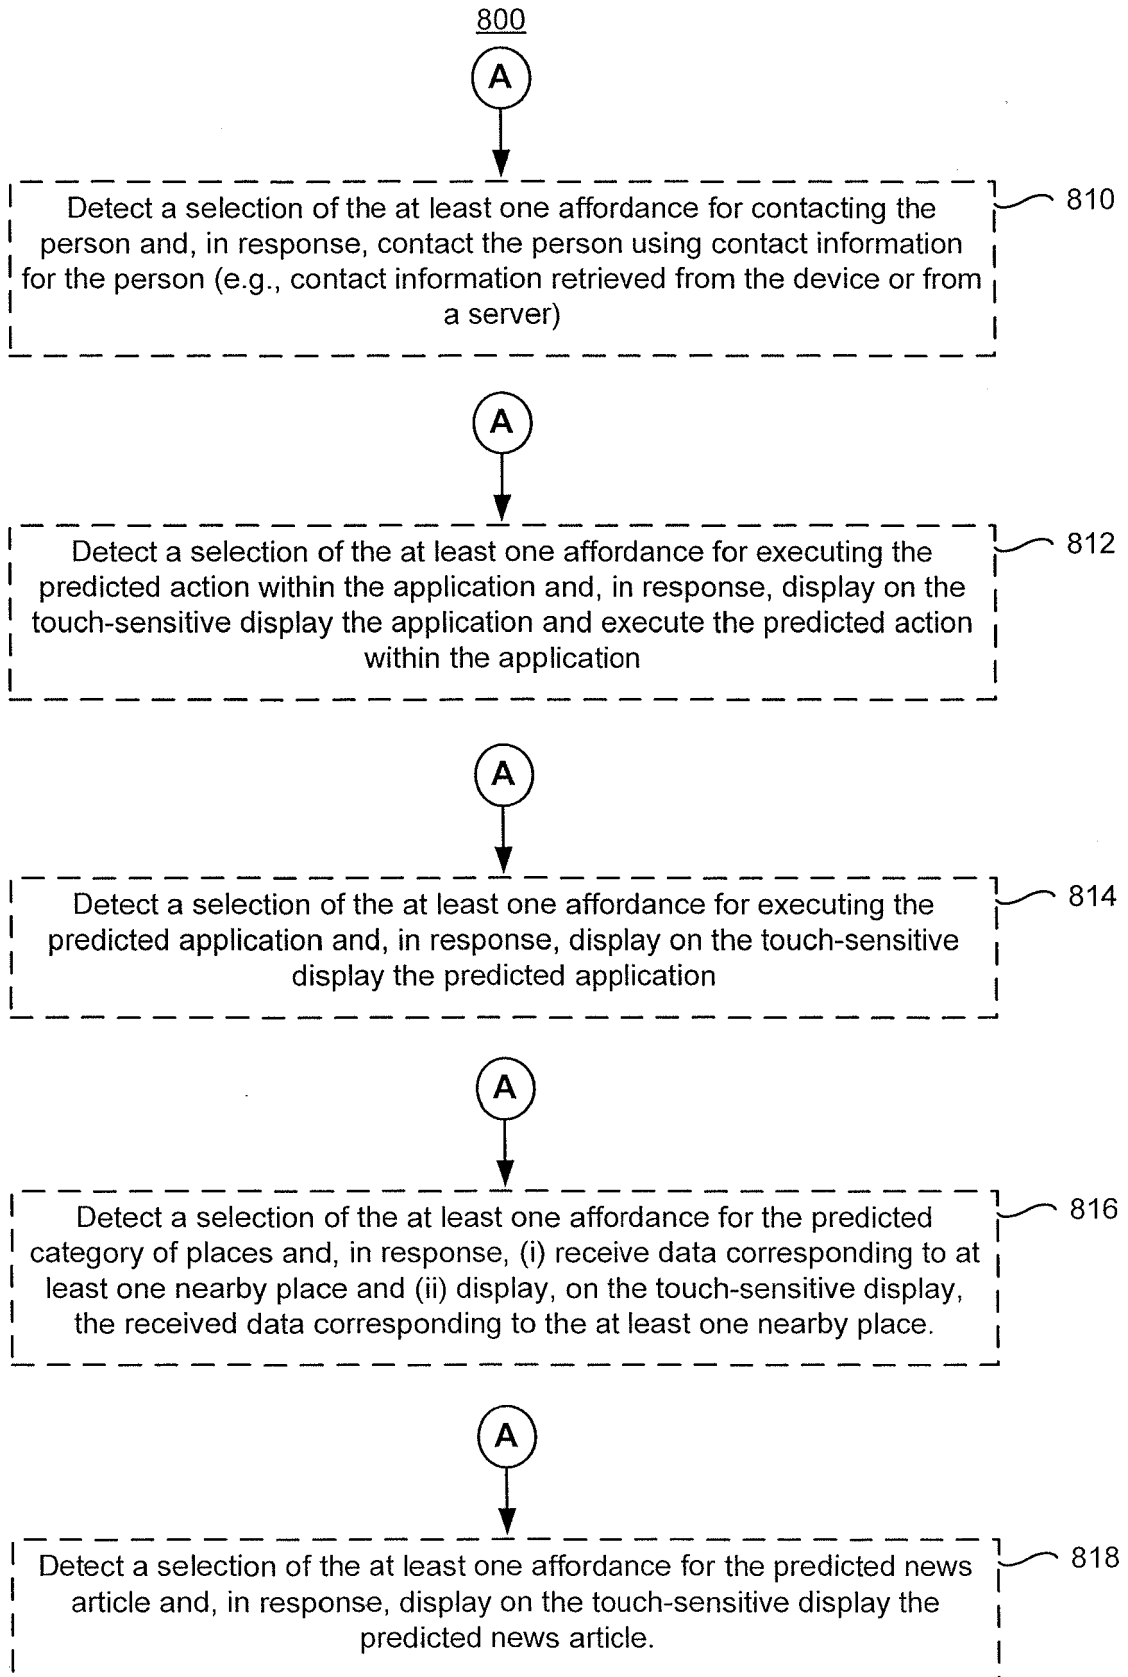 800
A
Detect a selection of the at least one affordance for contacting the
person and, in response, contact the person using contact information
for the person (e.g., contact information retrieved from the device or from
a server)
810
A
Detect a selection of the at least one affordance for executing the
predicted action within the application and, in response, display on the
touch-sensitive display the application and execute the predicted action
within the application
812
A
Detect a selection of the at least one affordance for executing the
predicted application and, in response, display on the touch-sensitive
display the predicted application
814
A
Detect a selection of the at least one affordance for the predicted
category of places and, in response, (i) receive data corresponding to at
least one nearby place and (ii) display, on the touch-sensitive display,
the received data corresponding to the at least one nearby place.
816
A
Detect a selection of the at least one affordance for the predicted news
article and, in response, display on the touch-sensitive display the
predicted news article.
818